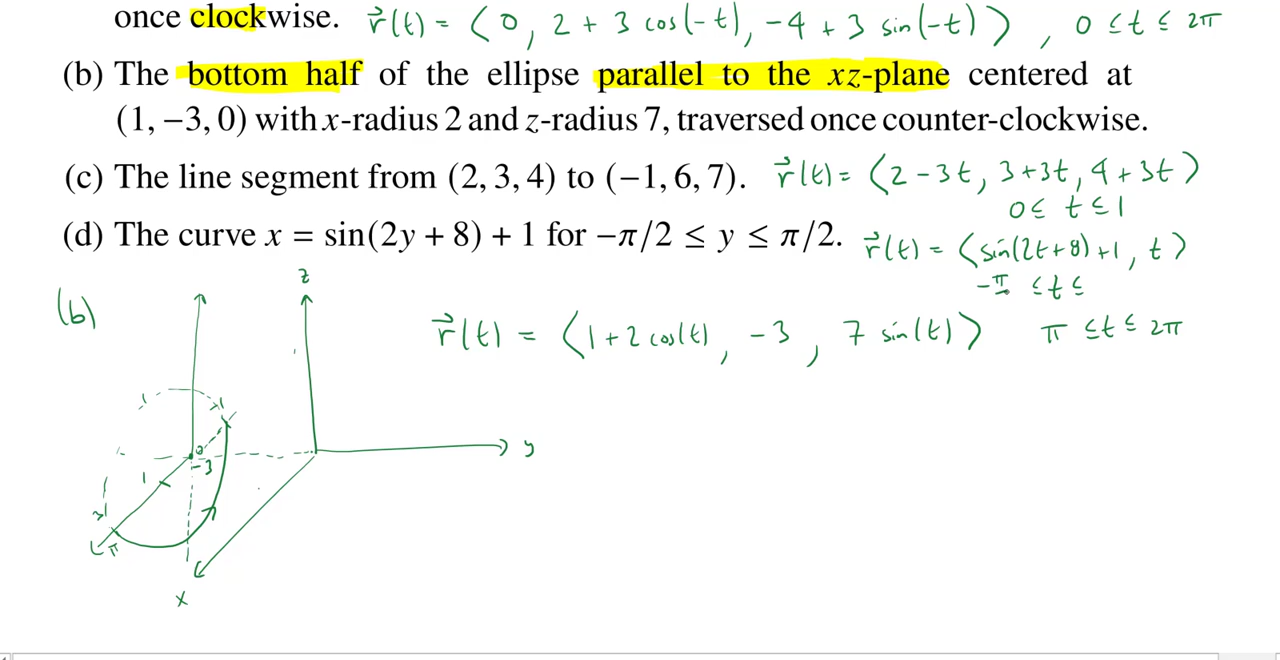 once clockwise. r⃗(t) = ⟨0, 2 + 3 cos(-t), -4 + 3 sin(-t)⟩, 0 ≤ t ≤ 2π
(b) The bottom half of the ellipse parallel to the xz-plane centered at
(1, −3, 0) with x-radius 2 and z-radius 7, traversed once counter-clockwise.
(c) The line segment from (2, 3, 4) to (−1, 6, 7). r⃗(t) = ⟨2 - 3t, 3+3t, 4+3t⟩
0 ≤ t ≤ 1
(d) The curve x = sin(2y + 8) + 1 for −π/2 ≤ y ≤ π/2. r⃗(t) = ⟨sin(2t+8)+1, t⟩
≤ t ≤
z
(b)
r⃗(t) = ⟨1+2 cos(t), -3, 7 sin(t)⟩ π ≤ t ≤ 2π
-1
y
-3
1
3
π
x